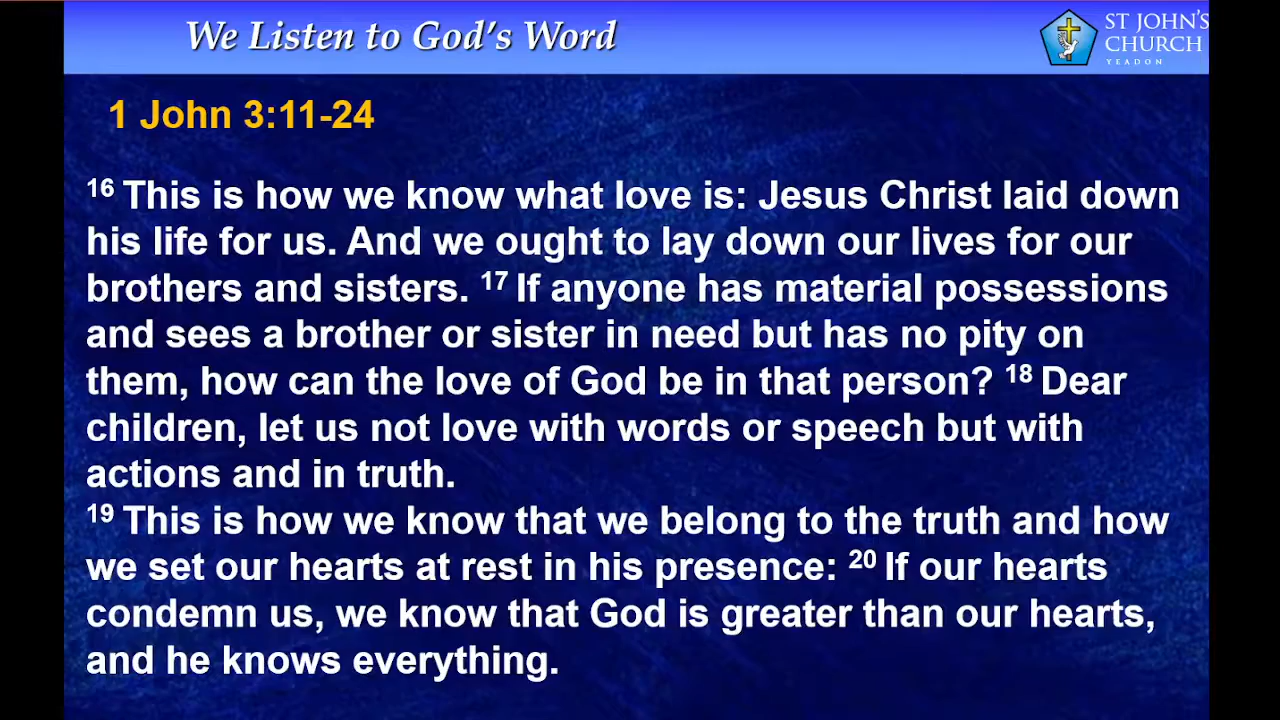 We Listen to God's Word
ST JOHN'S
CHURCH
YEADON
1 John 3:11-24
16 This is how we know what love is: Jesus Christ laid down
his life for us. And we ought to lay down our lives for our
brothers and sisters. 17 If anyone has material possessions
and sees a brother or sister in need but has no pity on
them, how can the love of God be in that person? 18 Dear
children, let us not love with words or speech but with
actions and in truth.
19 This is how we know that we belong to the truth and how
we set our hearts at rest in his presence: 20 If our hearts
condemn us, we know that God is greater than our hearts,
and he knows everything.